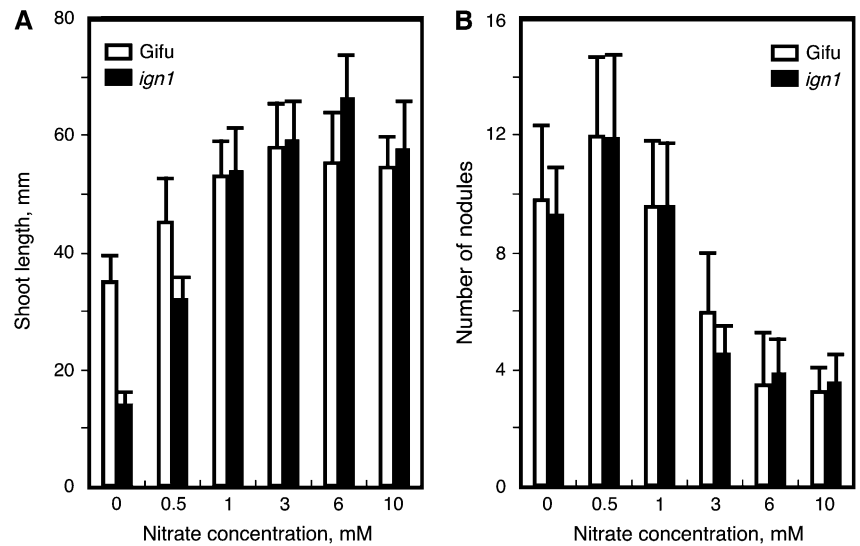 A
80
60
40
20
0
Shoot length, mm
Gifu
ign1
0 0.5 1 3 6 10
Nitrate concentration, mM
B
16
12
8
4
0
Number of nodules
Gifu
ign1
0 0.5 1 3 6 10
Nitrate concentration, mM